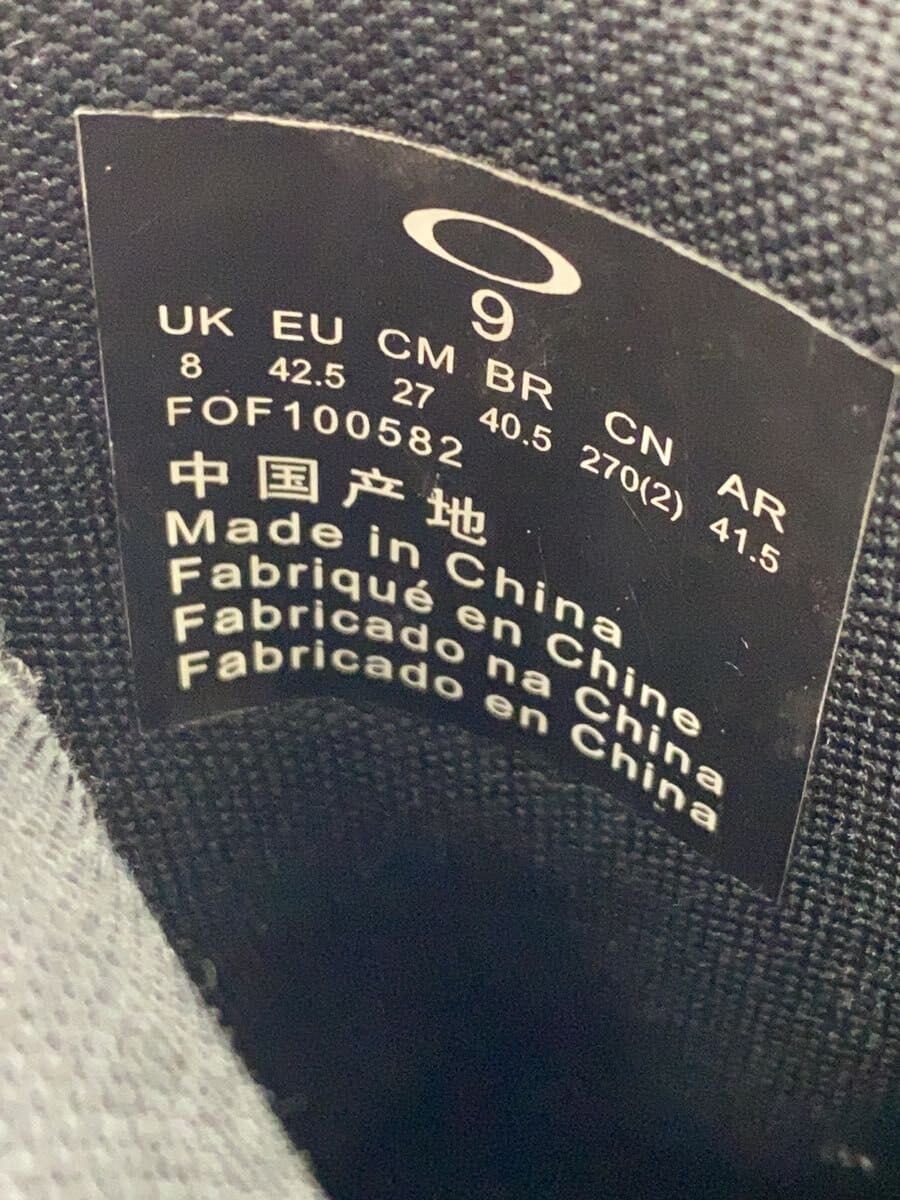 9
UK EU CM BR CN AR
8 42.5 27 40.5 270(2) 41.5
FOF100582
中国产地
Made in China
Fabriqué en Chine
Fabricado na China
Fabricado en China